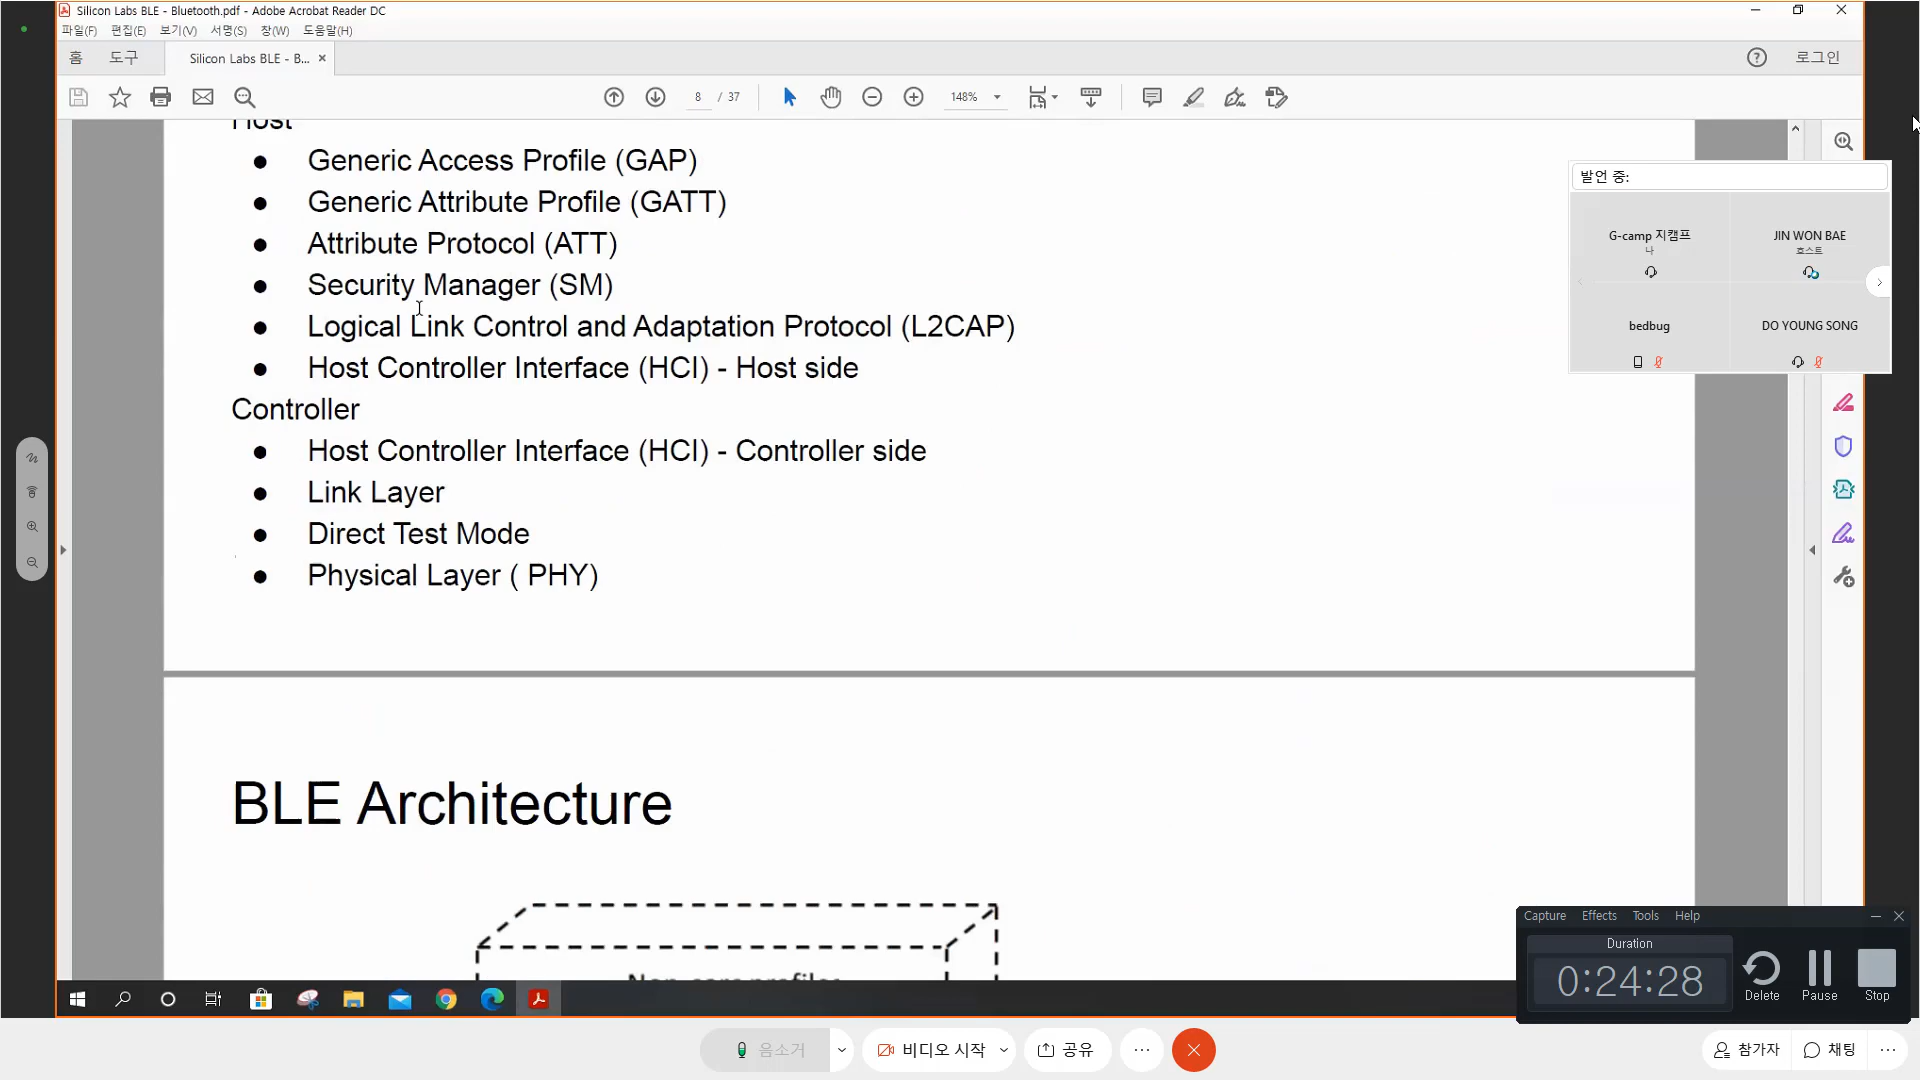 Silicon Labs BLE - Bluetooth.pdf - Adobe Acrobat Reader DC
파일(F) 편집(E) 보기(V) 서명(S) 창(W) 도움말(H)
홈 도구 Silicon Labs BLE - B... × 로그인
8 / 37 148%
Host
● Generic Access Profile (GAP)
● Generic Attribute Profile (GATT)
● Attribute Protocol (ATT)
● Security Manager (SM)
● Logical Link Control and Adaptation Protocol (L2CAP)
● Host Controller Interface (HCI) - Host side
Controller
● Host Controller Interface (HCI) - Controller side
● Link Layer
● Direct Test Mode
● Physical Layer ( PHY)
BLE Architecture
발언 중:
G-camp 지캠프
나
JIN WON BAE
호스트
bedbug
DO YOUNG SONG
Capture Effects Tools Help
Duration
0:24:28
Delete Pause Stop
음소거 비디오 시작 공유 ... 참가자 채팅 ...